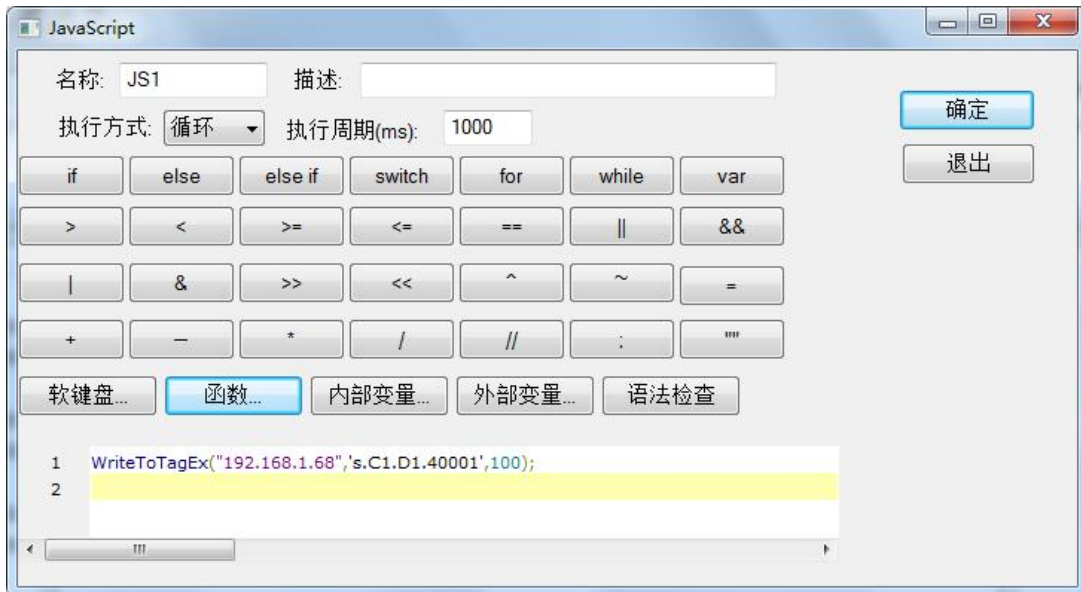 JavaScript
名称: JS1 描述:
执行方式: 循环 执行周期(ms): 1000
确定
退出
if else else if switch for while var
> < >= <= == || &&
| & >> << ^ ~ =
+ — * / // ; ""
软键盘... 函数... 内部变量... 外部变量... 语法检查
1 WriteToTagEx("192.168.1.68",'s.C1.D1.40001',100);
2